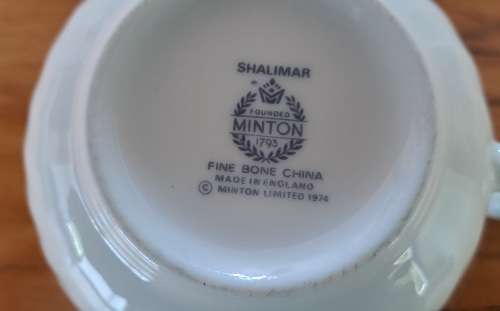 SHALIMAR
FOUNDED
MINTON
1793
FINE BONE CHINA
MADE IN ENGLAND
© MINTON LIMITED 1974